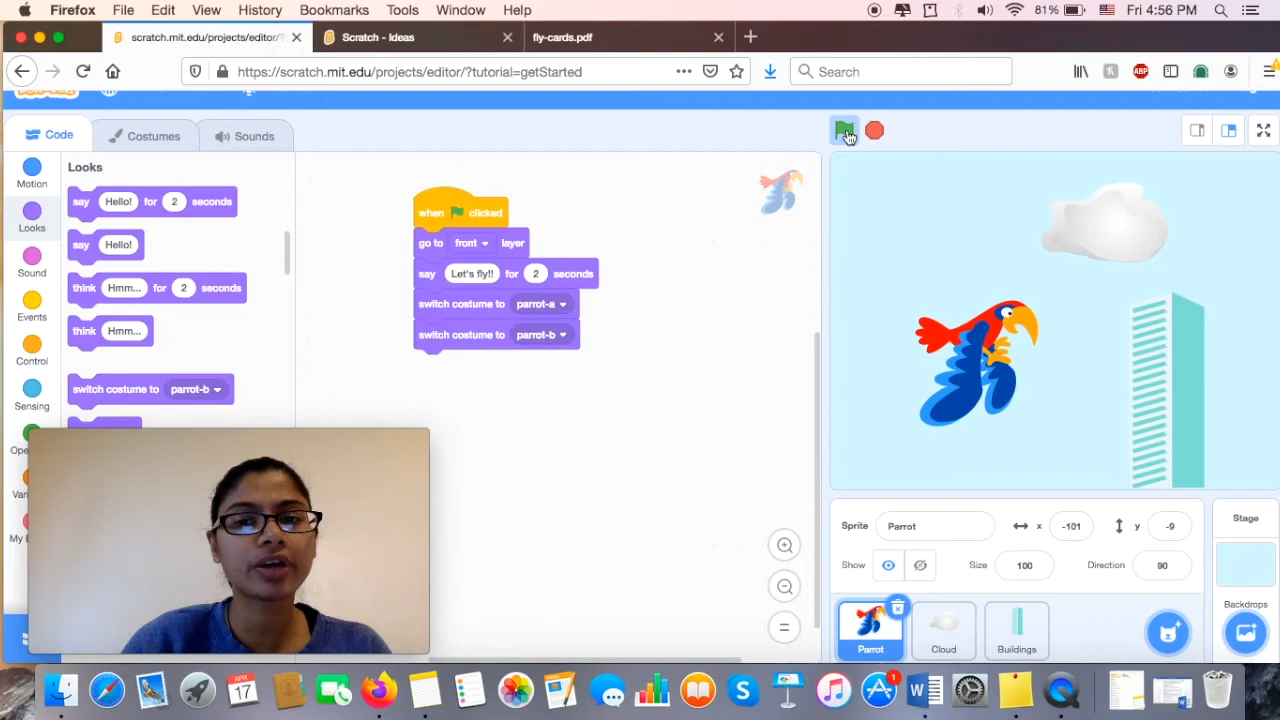 Firefox File Edit View History Bookmarks Tools Window Help 81% Fri 4:56 PM
scratch.mit.edu/projects/editor/? Scratch - Ideas fly-cards.pdf
https://scratch.mit.edu/projects/editor/?tutorial=getStarted Search ABP
Code Costumes Sounds
Motion
Looks
Sound
Events
Control
Sensing
Looks
say Hello! for 2 seconds
say Hello!
think Hmm... for 2 seconds
think Hmm...
switch costume to parrot-b
when clicked
go to front layer
say Let's fly!! for 2 seconds
switch costume to parrot-a
switch costume to parrot-b
Sprite Parrot x -101 y -9
Show Size 100 Direction 90
Parrot Cloud Buildings
Stage
Backdrops
APR
17
1